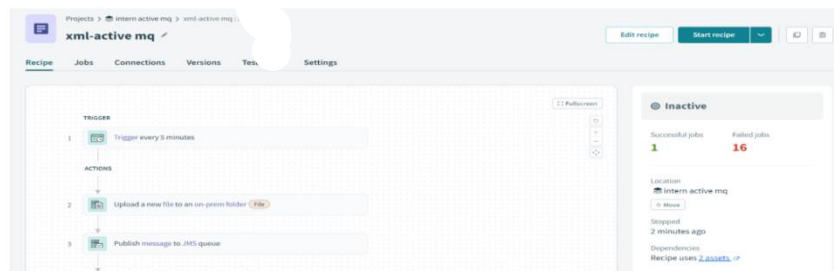 Projects > intern active mq > xml-active mq
xml-active mq
Edit recipe
Start recipe
Recipe Jobs Connections Versions Settings
Fullscreen
TRIGGER
1 Trigger every 5 minutes
ACTIONS
2 Upload a new file to an on-prem folder File
3 Publish message to JMS queue
Inactive
Successful jobs Failed jobs
1 16
Location
intern active mq
Move
Stopped
2 minutes ago
Dependencies
Recipe uses 2 assets